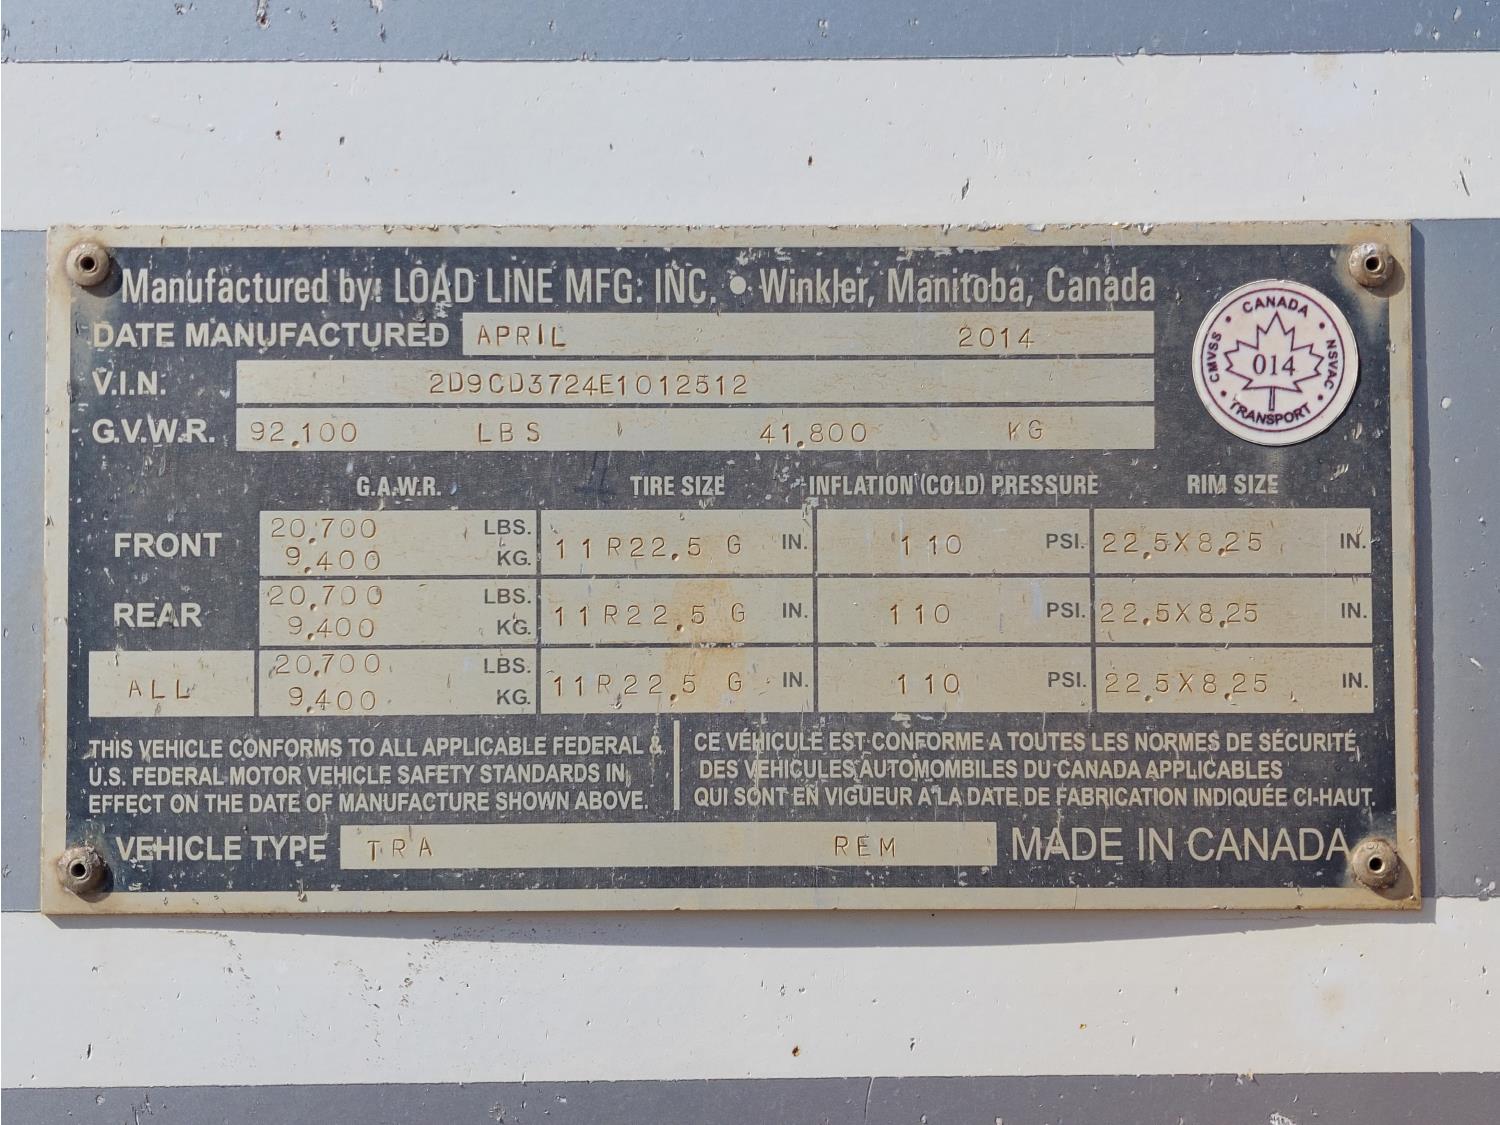 Manufactured by: LOAD LINE MFG. INC. • Winkler, Manitoba, Canada
DATE MANUFACTURED APRIL 2014
V.I.N. 2D9CD3724E1012512
G.V.W.R. 92,100 LBS 41,800 KG
CANADA
CMVSS 014 NSVAC
TRANSPORT
G.A.W.R. TIRE SIZE INFLATION (COLD) PRESSURE RIM SIZE
FRONT 20,700 LBS. 11R22.5 G IN. 110 PSI. 22.5X8.25 IN.
9,400 KG.
REAR 20,700 LBS. 11R22.5 G IN. 110 PSI. 22.5X8.25 IN.
9,400 KG.
ALL 20,700 LBS. 11R22.5 G IN. 110 PSI. 22.5X8.25 IN.
9,400 KG.
THIS VEHICLE CONFORMS TO ALL APPLICABLE FEDERAL &
U.S. FEDERAL MOTOR VEHICLE SAFETY STANDARDS IN
EFFECT ON THE DATE OF MANUFACTURE SHOWN ABOVE.
CE VÉHICULE EST CONFORME A TOUTES LES NORMES DE SÉCURITÉ
DES VÉHICULES AUTOMOMBILES DU CANADA APPLICABLES
QUI SONT EN VIGUEUR A LA DATE DE FABRICATION INDIQUÉE CI-HAUT.
VEHICLE TYPE TRA REM MADE IN CANADA